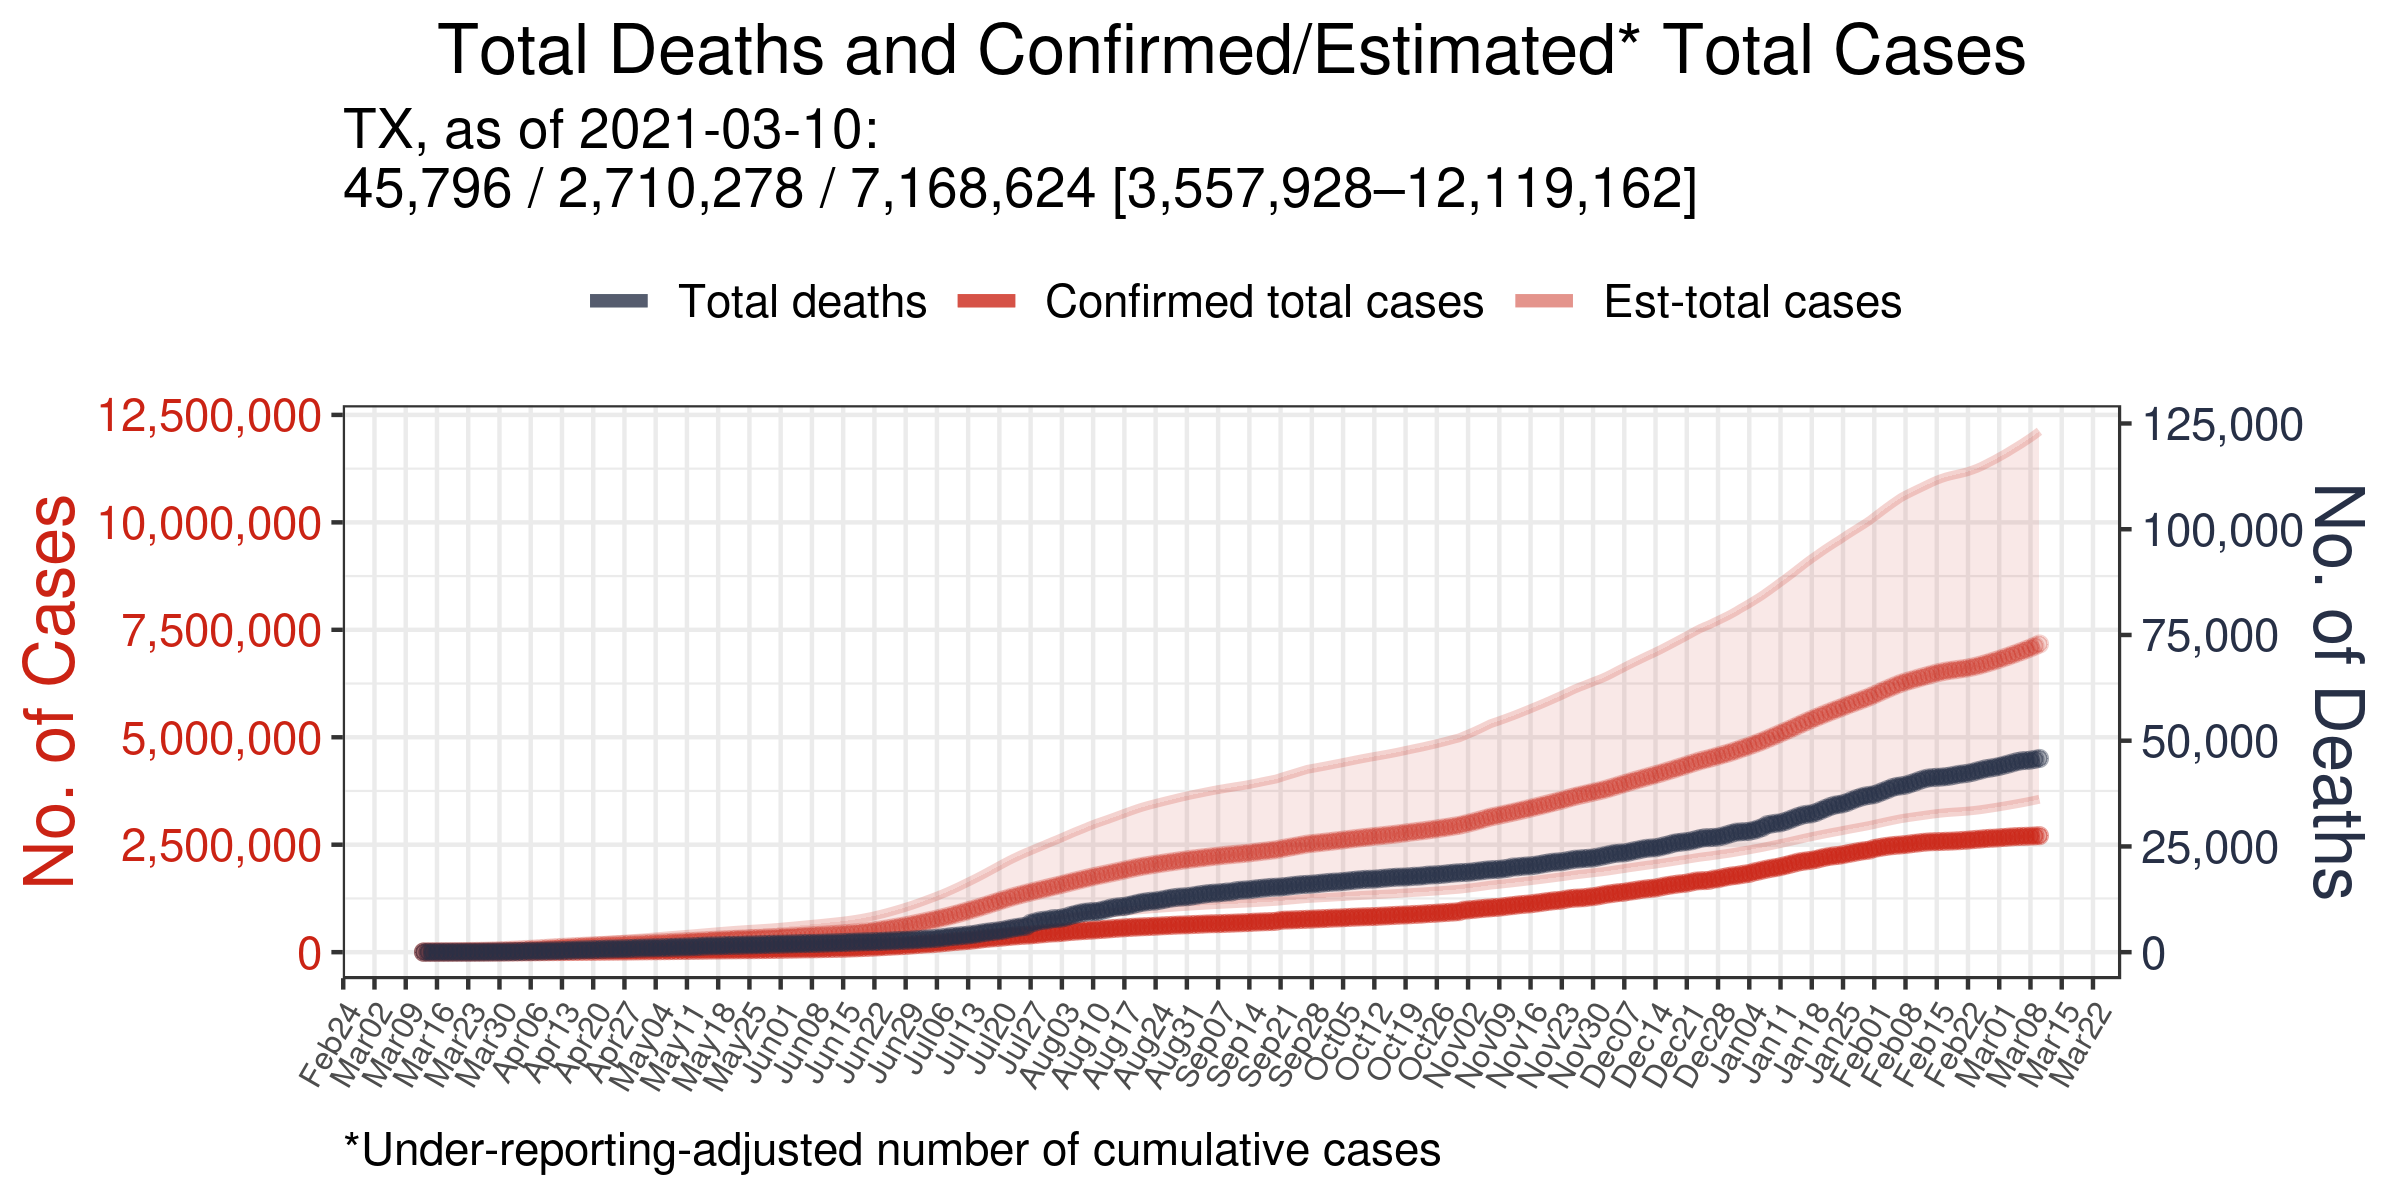 Total Deaths and Confirmed/Estimated* Total Cases
TX, as of 2021-03-10:
45,796 / 2,710,278 / 7,168,624 [3,557,928–12,119,162]
Total deaths
Confirmed total cases
Est-total cases
No. of Cases
12,500,000
10,000,000
7,500,000
5,000,000
2,500,000
0
125,000
100,000
75,000
50,000
25,000
0
No. of Deaths
Feb24
Mar02
Mar09
Mar16
Mar23
Mar30
Apr06
Apr13
Apr20
Apr27
May04
May11
May18
May25
Jun01
Jun08
Jun15
Jun22
Jun29
Jul06
Jul13
Jul20
Jul27
Aug03
Aug10
Aug17
Aug24
Aug31
Sep07
Sep14
Sep21
Sep28
Oct05
Oct12
Oct19
Oct26
Nov02
Nov09
Nov16
Nov23
Nov30
Dec07
Dec14
Dec21
Dec28
Jan04
Jan11
Jan18
Jan25
Feb01
Feb08
Feb15
Feb22
Mar01
Mar08
Mar15
Mar22
*Under-reporting-adjusted number of cumulative cases